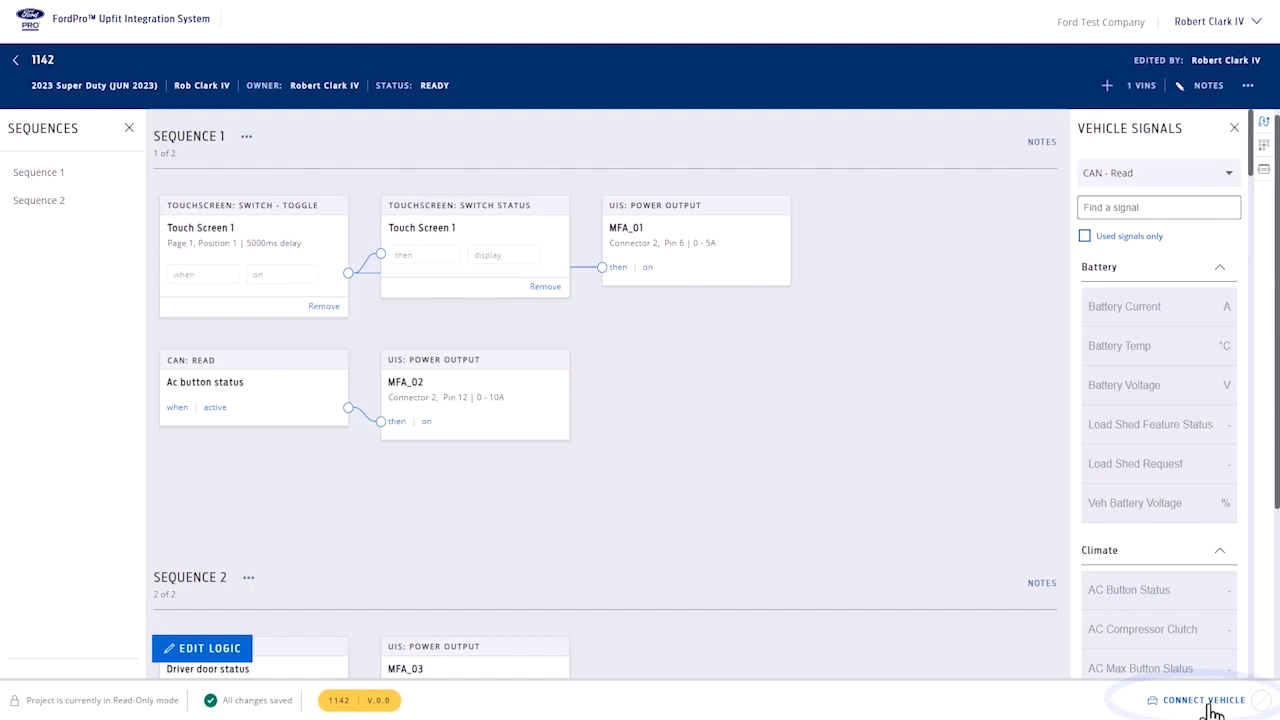 Ford
PRO
FordPro™ Upfit Integration System
Ford Test Company
Robert Clark IV
1142
EDITED BY: Robert Clark IV
2023 Super Duty (JUN 2023) | Rob Clark IV | OWNER: Robert Clark IV | STATUS: READY
1 VINS
NOTES
SEQUENCES
Sequence 1
Sequence 2
SEQUENCE 1
1 of 2
NOTES
TOUCHSCREEN: SWITCH - TOGGLE
Touch Screen 1
Page 1, Position 1 | 5000ms delay
when
on
Remove
TOUCHSCREEN: SWITCH STATUS
Touch Screen 1
then
display
Remove
UIS: POWER OUTPUT
MFA_01
Connector 2, Pin 6 | 0 - 5A
then | on
CAN: READ
Ac button status
when | active
UIS: POWER OUTPUT
MFA_02
Connector 2, Pin 12 | 0 - 10A
then | on
SEQUENCE 2
2 of 2
NOTES
EDIT LOGIC
Driver door status
UIS: POWER OUTPUT
MFA_03
VEHICLE SIGNALS
CAN - Read
Find a signal
Used signals only
Battery
Battery Current A
Battery Temp °C
Battery Voltage V
Load Shed Feature Status -
Load Shed Request -
Veh Battery Voltage %
Climate
AC Button Status -
AC Compressor Clutch -
AC Max Button Status -
Project is currently in Read-Only mode
All changes saved
1142 | V.0.0
CONNECT VEHICLE